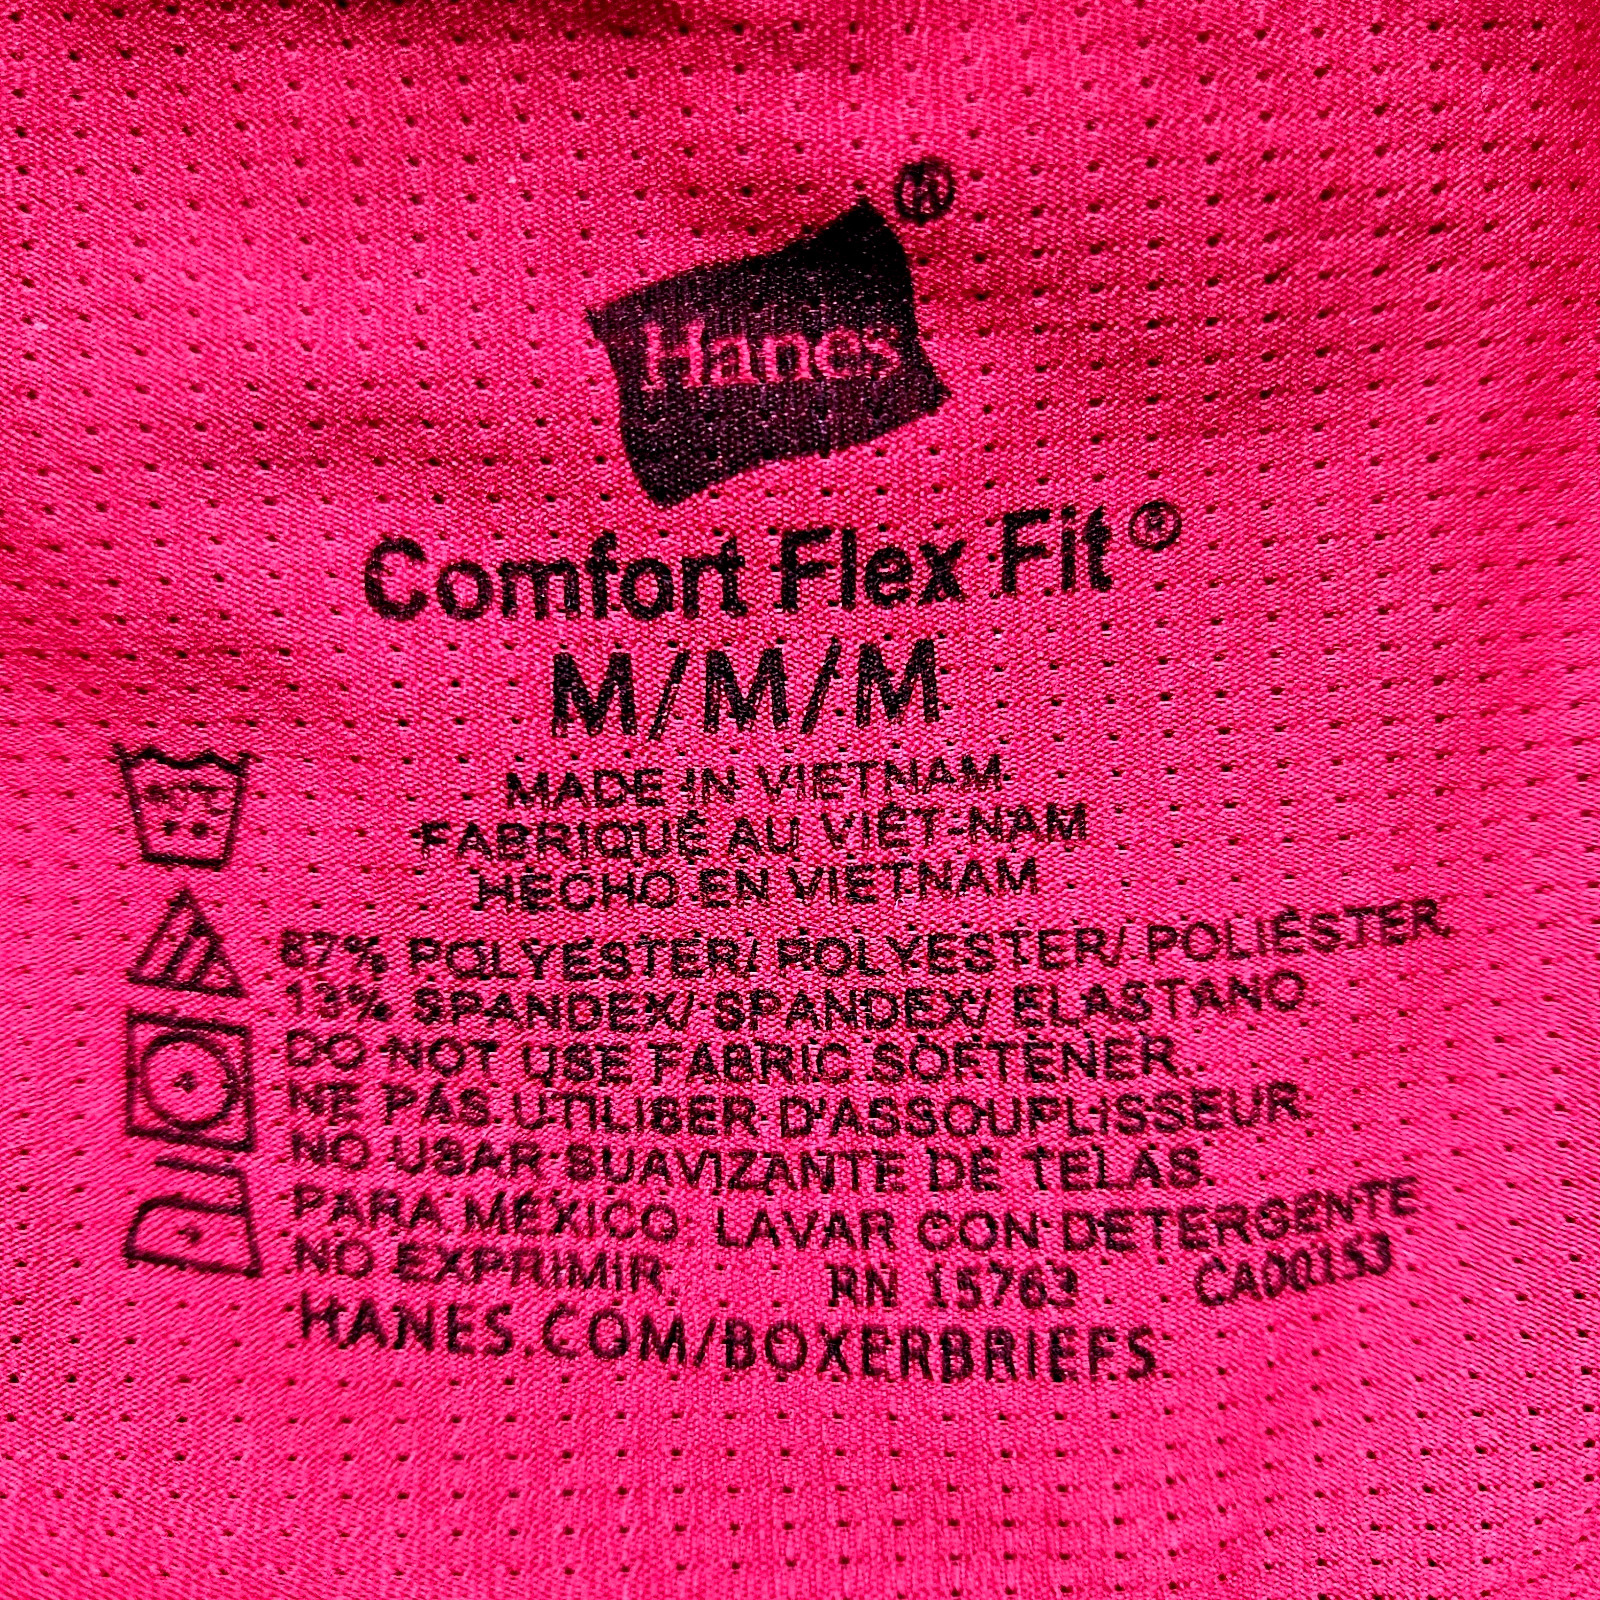 Hanes®
Comfort Flex Fit®
M/M/M
MADE IN VIETNAM
FABRIQUÉ AU VIÊT-NAM
HECHO EN VIETNAM
87% POLYESTER/ POLYESTER/ POLIÉSTER
13% SPANDEX/ SPANDEX/ ELASTANO.
DO NOT USE FABRIC SOFTENER.
NE PAS UTILISER D'ASSOUPLISSEUR.
NO USAR SUAVIZANTE DE TELAS.
PARA MÉXICO: LAVAR CON DETERGENTE
NO EXPRIMIR. RN 15763 CA00153
HANES.COM/BOXERBRIEFS